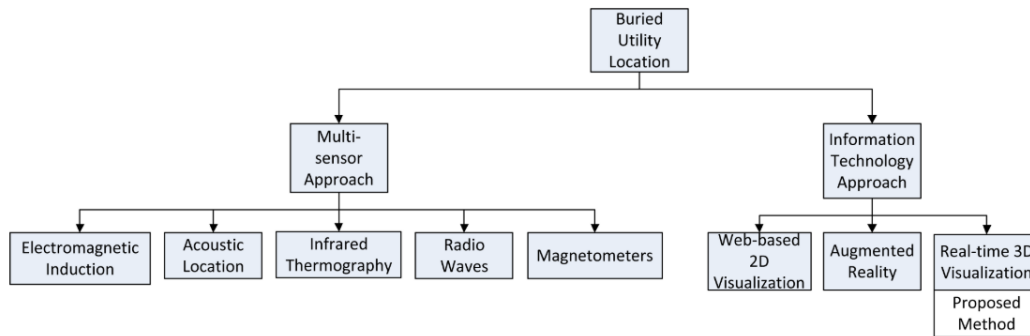 Buried
Utility
Location
Multi-
sensor
Approach
Information
Technology
Approach
Electromagnetic
Induction
Acoustic
Location
Infrared
Thermography
Radio
Waves
Magnetometers
Web-based
2D
Visualization
Augmented
Reality
Real-time 3D
Visualization
Proposed
Method